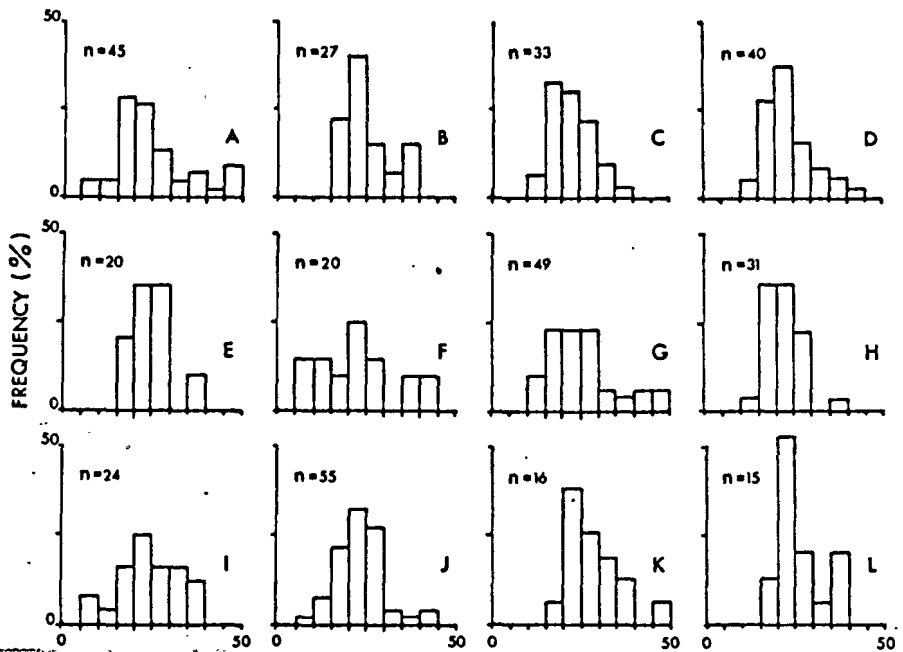 50
n=45
n=27
n=33
n=40
A
B
C
D
0
50
n=20
n=20
n=49
n=31
E
F
G
H
0
50
n=24
n=55
n=16
n=15
I
J
K
L
0
0 50 0 50 0 50 0 50
FREQUENCY (%)